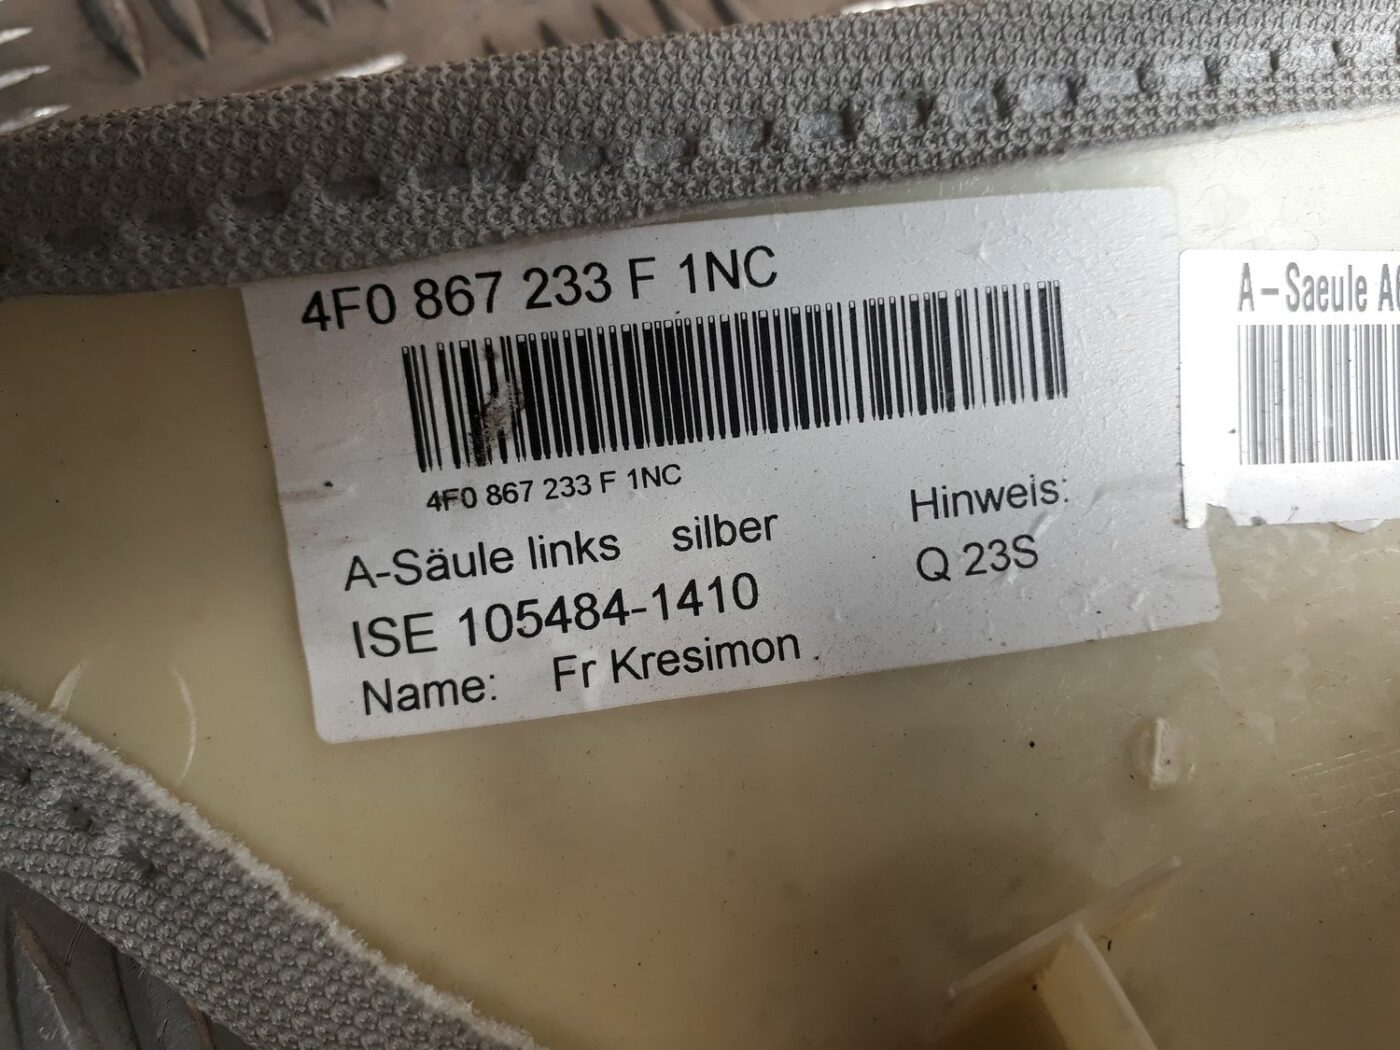 4F0 867 233 F 1NC
4F0 867 233 F 1NC
A-Säule links silber
Hinweis:
ISE 105484-1410
Q 23S
Name: Fr Kresimon
A-Saeule